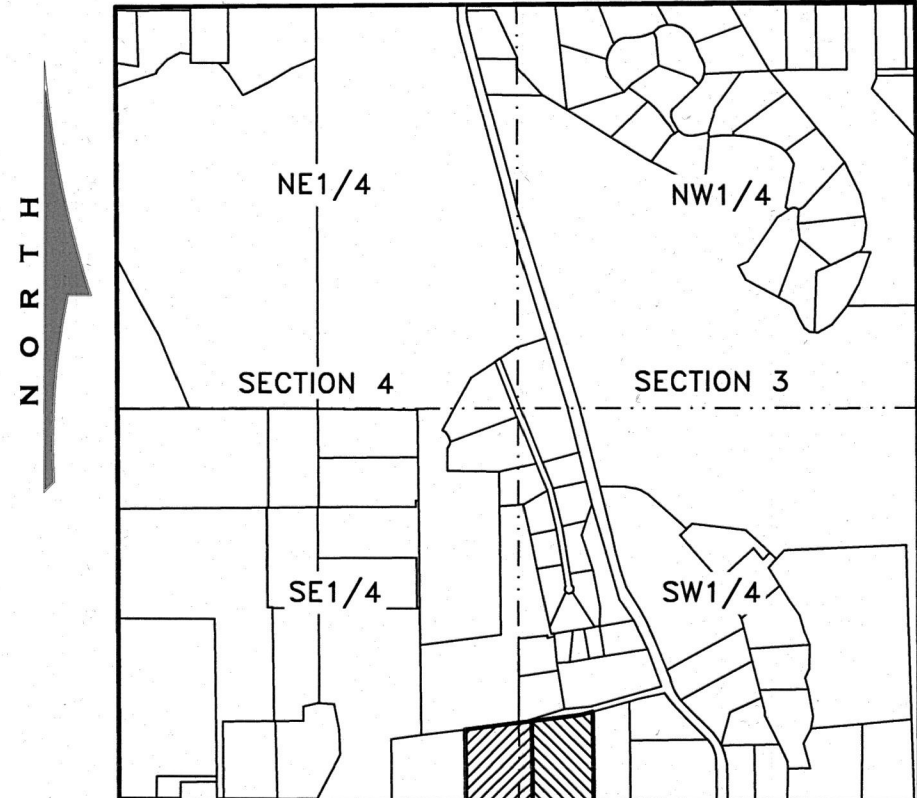 NORTH
NE1/4
NW1/4
SECTION 4
SECTION 3
SE1/4
SW1/4